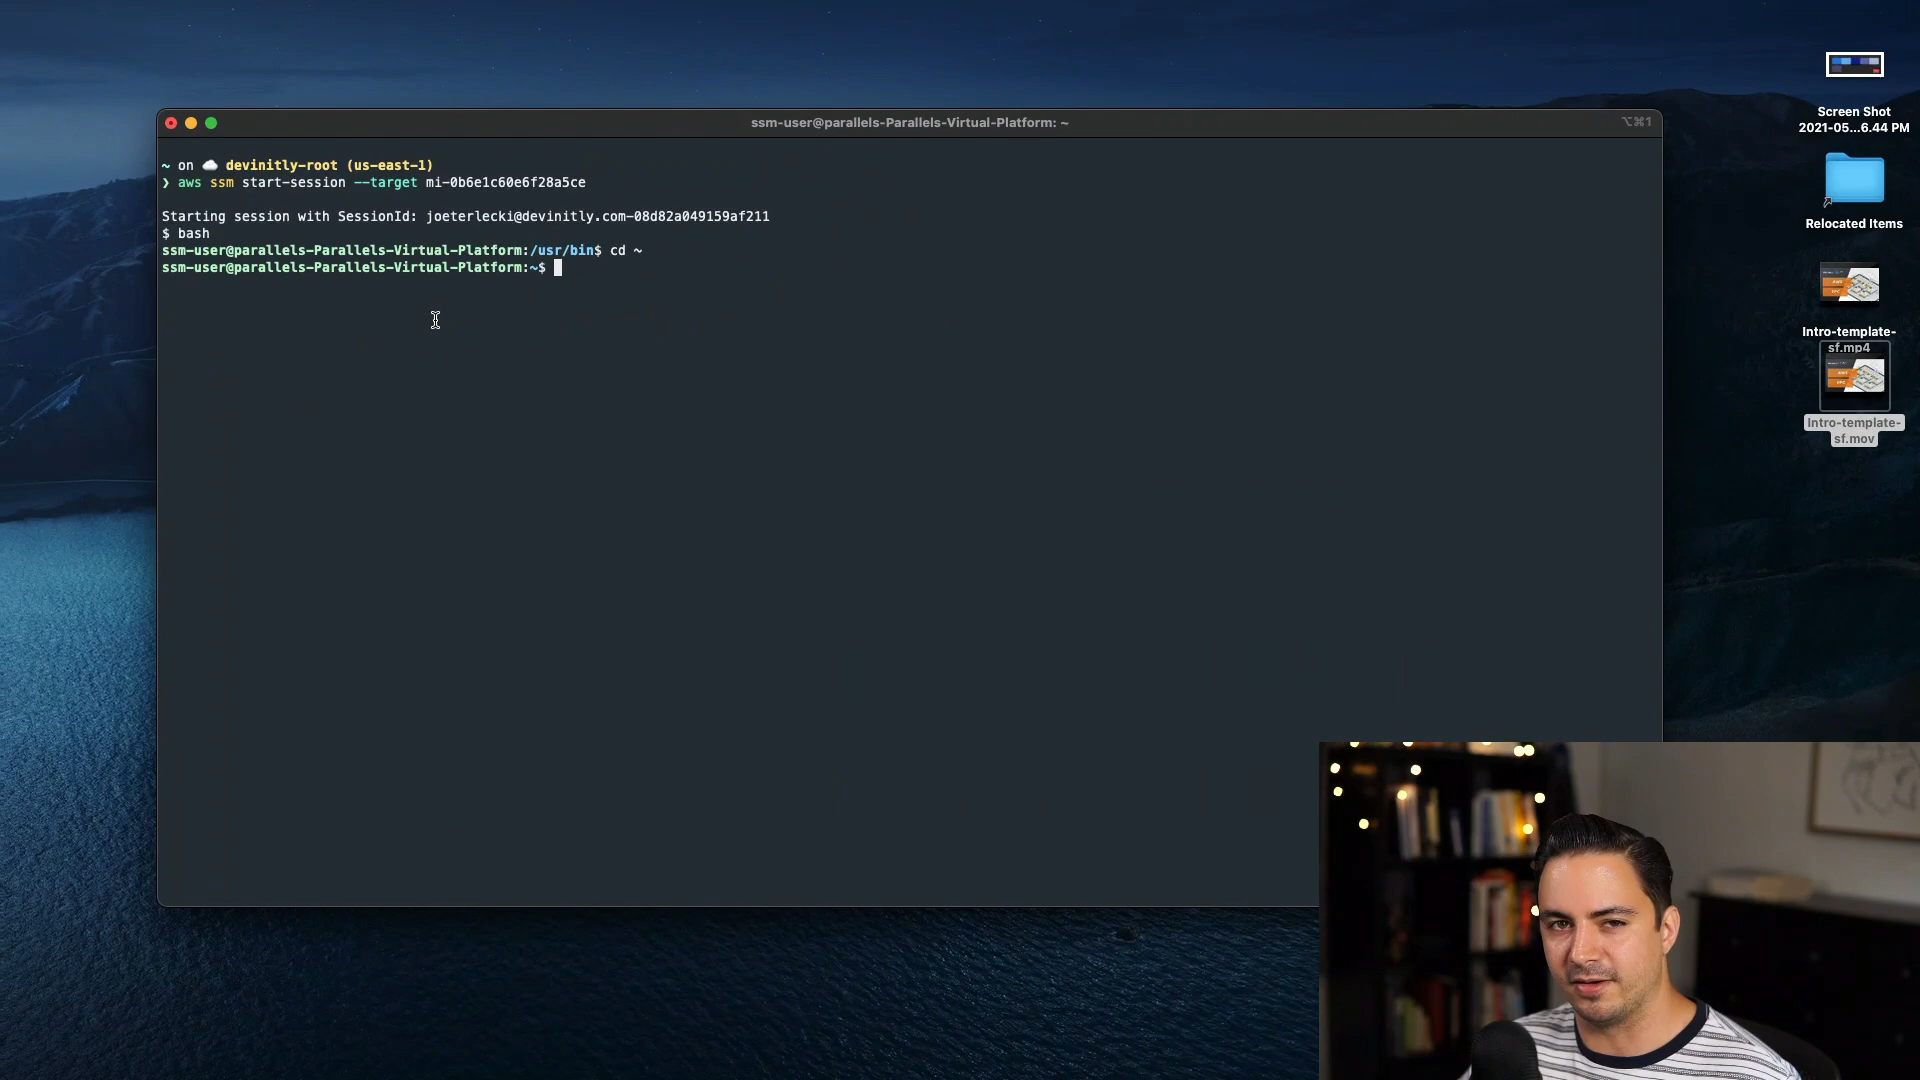 ssm-user@parallels-Parallels-Virtual-Platform: ~
⌥⌘1
~ on ☁️ devinitly-root (us-east-1)
❯ aws ssm start-session --target mi-0b6e1c60e6f28a5ce
Starting session with SessionId: joeterlecki@devinitly.com-08d82a049159af211
$ bash
ssm-user@parallels-Parallels-Virtual-Platform:/usr/bin$ cd ~
ssm-user@parallels-Parallels-Virtual-Platform:~$
Screen Shot
2021-05...6.44 PM
Relocated Items
Intro-template-
sf.mp4
Intro-template-
sf.mov